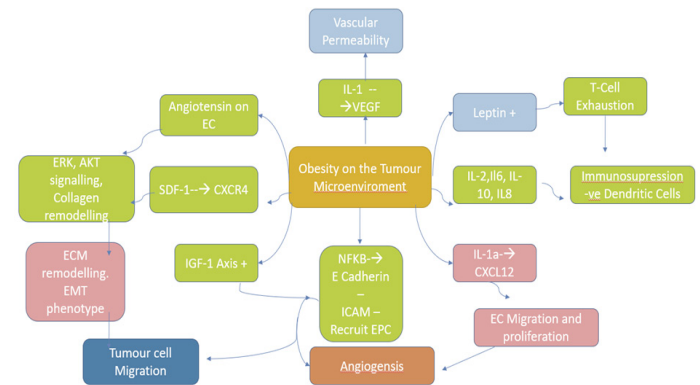 Vascular
Permeability
IL-1 --
→VEGF
Angiotensin on
EC
Leptin +
T-Cell
Exhaustion
ERK, AKT
signalling,
Collagen
remodelling
SDF-1--→ CXCR4
Obesity on the Tumour
Microenviroment
IL-2,Il6, IL-
10, IL8
Immunosupression
-ve Dendritic Cells
ECM
remodelling.
EMT
phenotype
IGF-1 Axis +
NFKB-→
E Cadherin
–
ICAM –
Recruit EPC
IL-1a-→
CXCL12
EC Migration and
proliferation
Tumour cell
Migration
Angiogensis